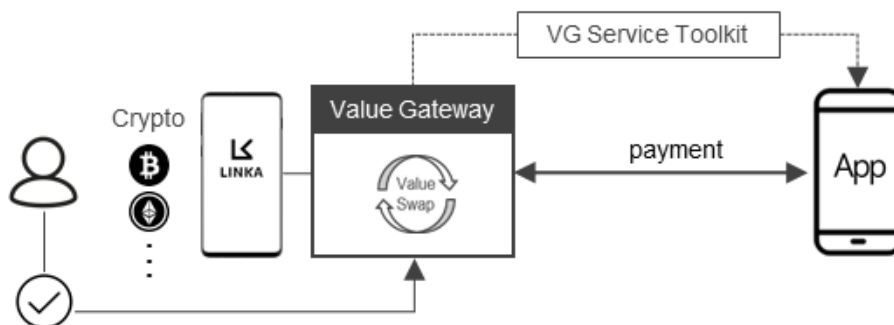 VG Service Toolkit
Crypto
LINKA
Value Gateway
Value
Swap
payment
App